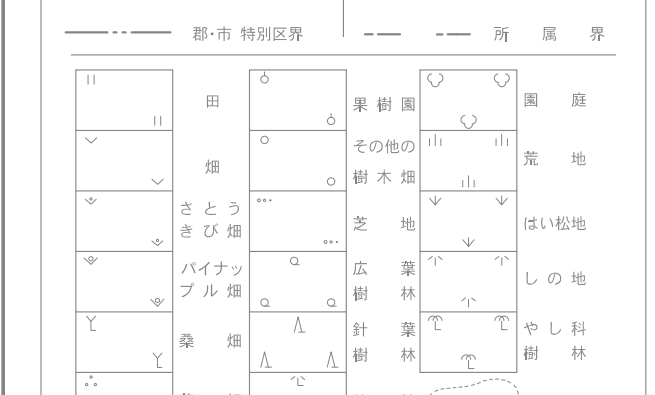 郡・市 特別区界
所属界
田
畑
さとう
きび畑
パイナッ
プル畑
桑畑
果樹園
その他の
樹木畑
芝地
広葉
樹林
針葉
樹林
園庭
荒地
はい松地
しの地
やし科
樹林